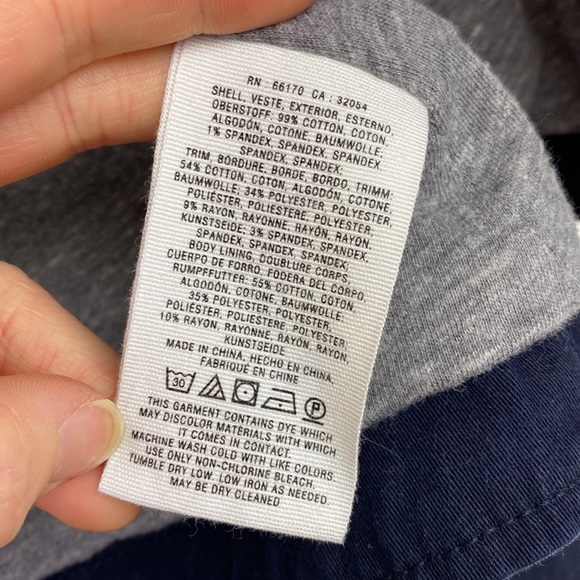 RN : 66170 CA : 32054
SHELL, VESTE, EXTERIOR, ESTERNO,
OBERSTOFF: 99% COTTON, COTON,
ALGODÓN, COTONE, BAUMWOLLE
1% SPANDEX, SPANDEX, SPANDEX,
SPANDEX, SPANDEX;
TRIM, BORDURE, BORDE, BORDO, TRIMM:
54% COTTON, COTON, ALGODÓN, COTONE,
BAUMWOLLE; 34% POLYESTER, POLYESTER,
POLIÉSTER, POLIESTERE, POLYESTER,
9% RAYON, RAYONNE, RAYÓN, RAYON,
KUNSTSEIDE: 3% SPANDEX, SPANDEX,
SPANDEX, SPANDEX, SPANDEX;
BODY LINING, DOUBLURE CORPS,
CUERPO DE FORRO, FODERA DEL CORPO,
RUMPFFUTTER: 55% COTTON, COTON,
ALGODÓN, COTONE, BAUMWOLLE;
35% POLYESTER, POLYESTER,
POLIÉSTER, POLIESTERE, POLYESTER,
10% RAYON, RAYONNE, RAYÓN, RAYON,
KUNSTSEIDE
MADE IN CHINA, HECHO EN CHINA,
FABRIQUÉ EN CHINE
30 P
THIS GARMENT CONTAINS DYE WHICH
MAY DISCOLOR MATERIALS WITH WHICH
IT COMES IN CONTACT.
MACHINE WASH COLD WITH LIKE COLORS
USE ONLY NON-CHLORINE BLEACH,
TUMBLE DRY LOW. LOW IRON AS NEEDED.
MAY BE DRY CLEANED